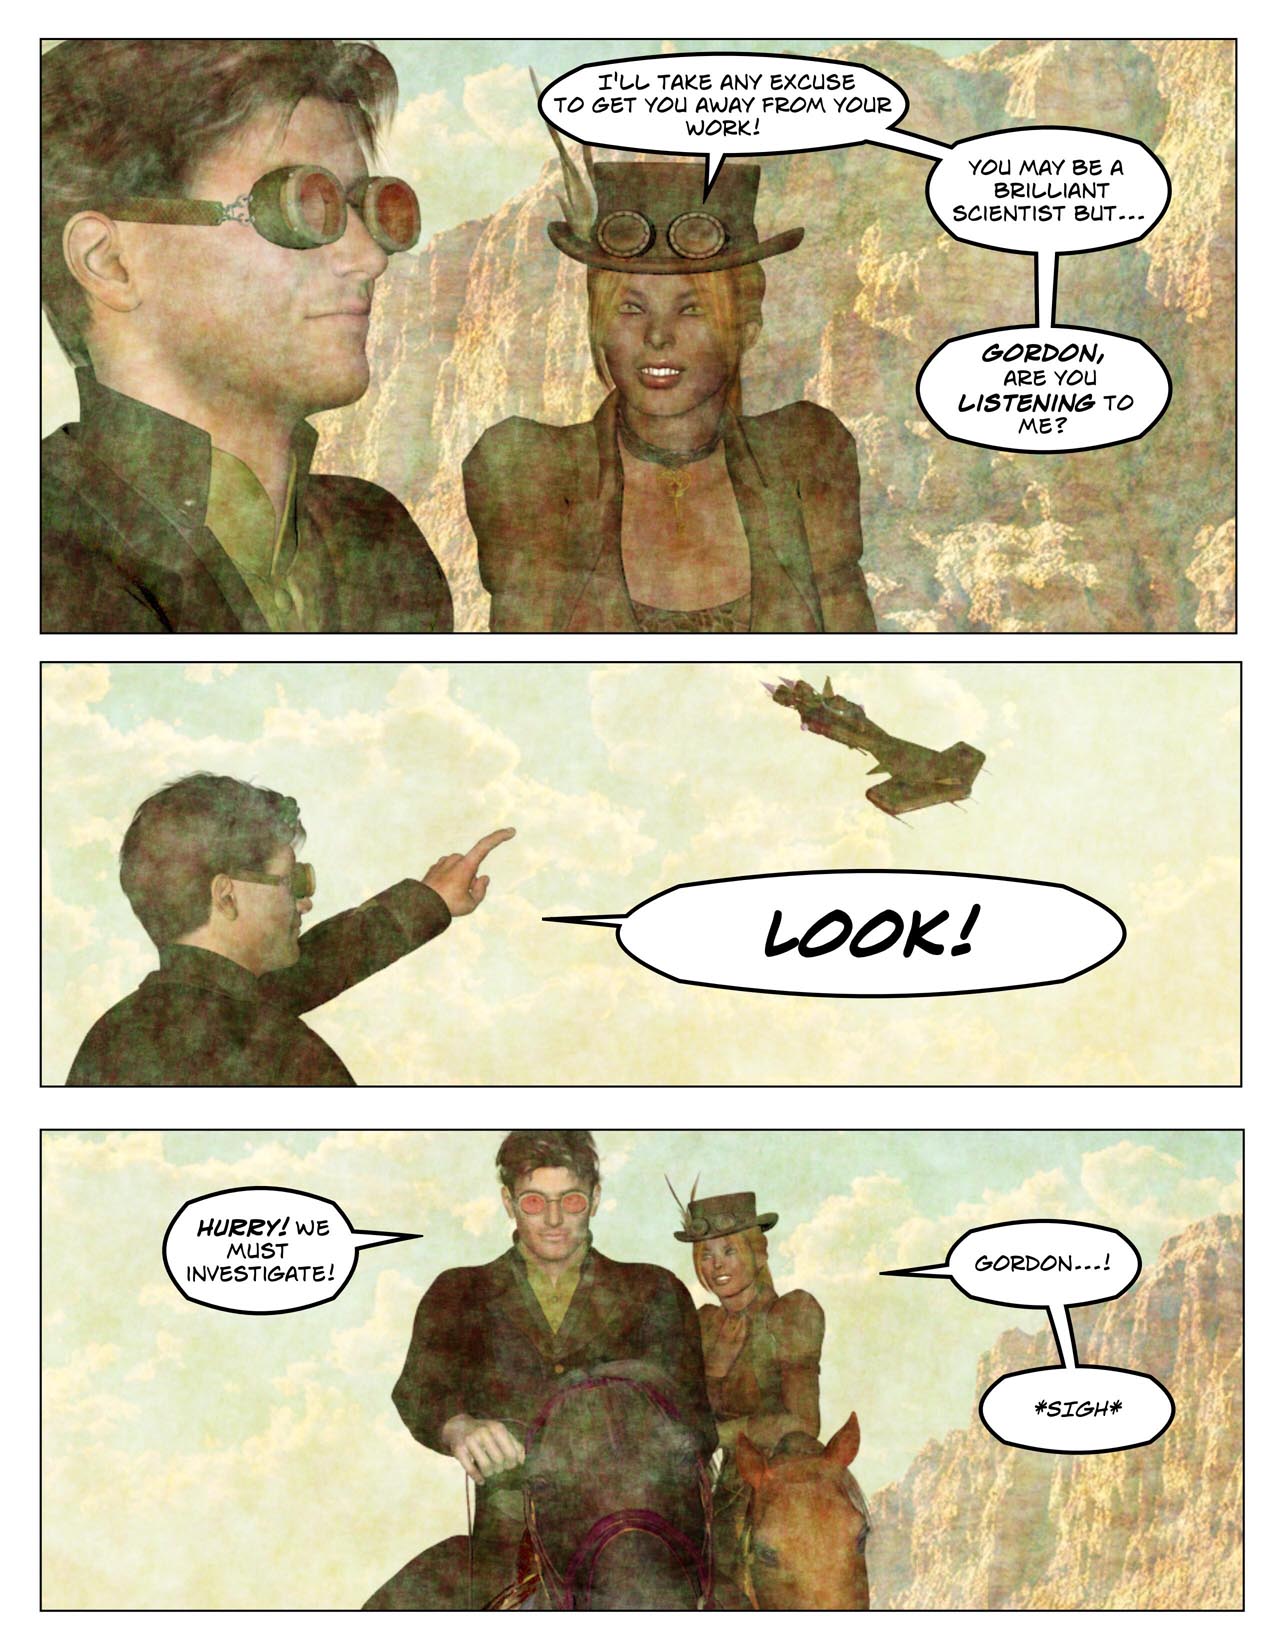 I'LL TAKE ANY EXCUSE
TO GET YOU AWAY FROM YOUR
WORK!
YOU MAY BE A
BRILLIANT
SCIENTIST BUT...
GORDON,
ARE YOU
LISTENING TO
ME?
LOOK!
HURRY! WE
MUST
INVESTIGATE!
GORDON...!
*SIGH*